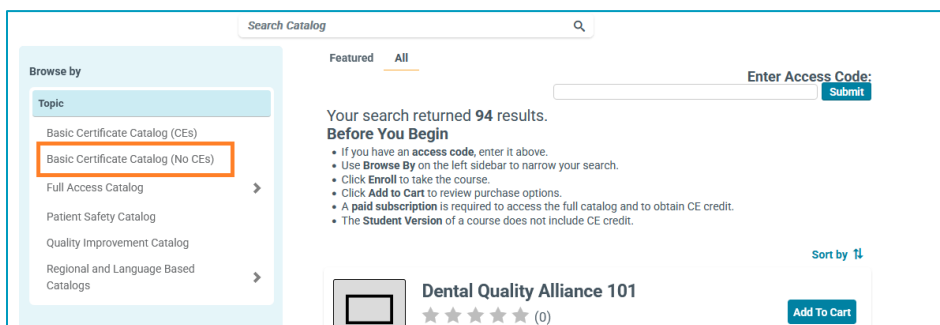 Search Catalog
Browse by
Topic
Basic Certificate Catalog (CEs)
Basic Certificate Catalog (No CEs)
Full Access Catalog
Patient Safety Catalog
Quality Improvement Catalog
Regional and Language Based
Catalogs
Featured All
Enter Access Code:
Submit
Your search returned 94 results.
Before You Begin
• If you have an access code, enter it above.
• Use Browse By on the left sidebar to narrow your search.
• Click Enroll to take the course.
• Click Add to Cart to review purchase options.
• A paid subscription is required to access the full catalog and to obtain CE credit.
• The Student Version of a course does not include CE credit.
Sort by
Dental Quality Alliance 101
(0)
Add To Cart